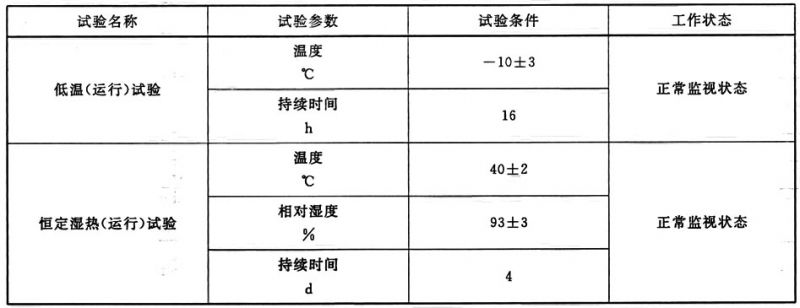 试验名称 试验参数 试验条件 工作状态
低温(运行)试验 温度 ℃ −10±3 正常监视状态
持续时间 h 16
恒定湿热(运行)试验 温度 ℃ 40±2 正常监视状态
相对湿度 % 93±3
持续时间 d 4